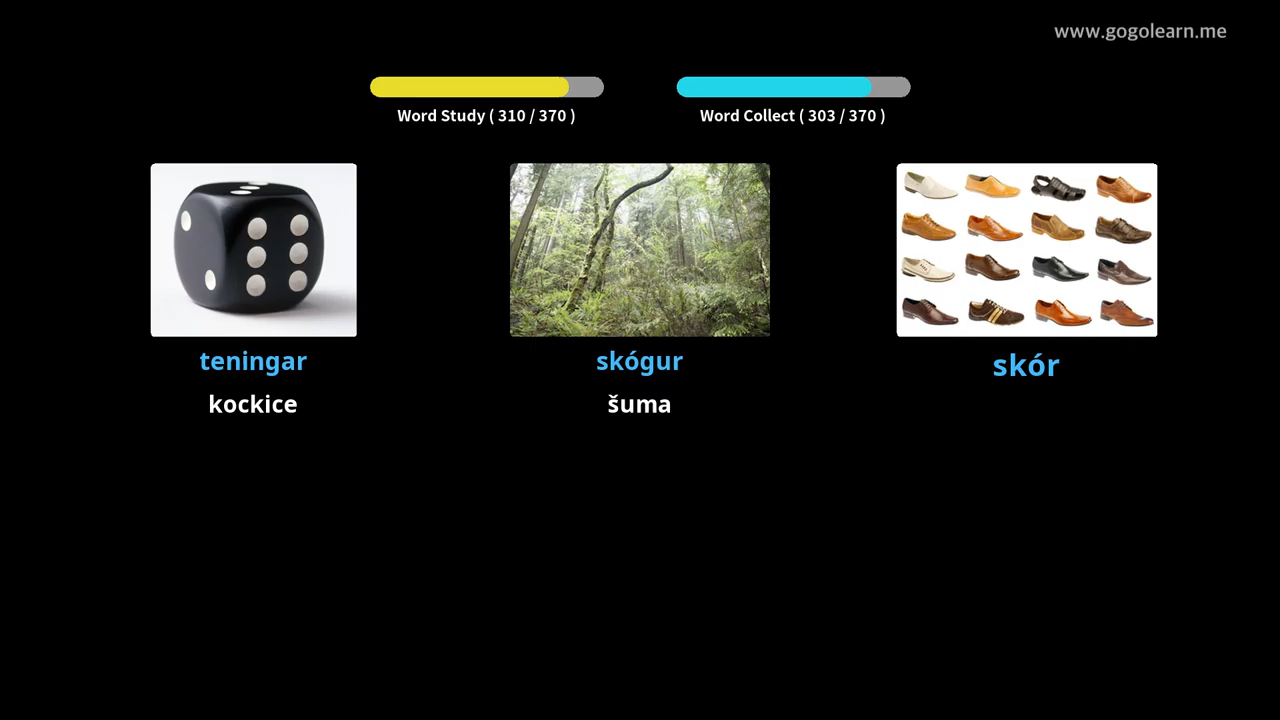 www.gogolearn.me
Word Study ( 310 / 370 )
Word Collect ( 303 / 370 )
teningar
skógur
skór
kockice
šuma